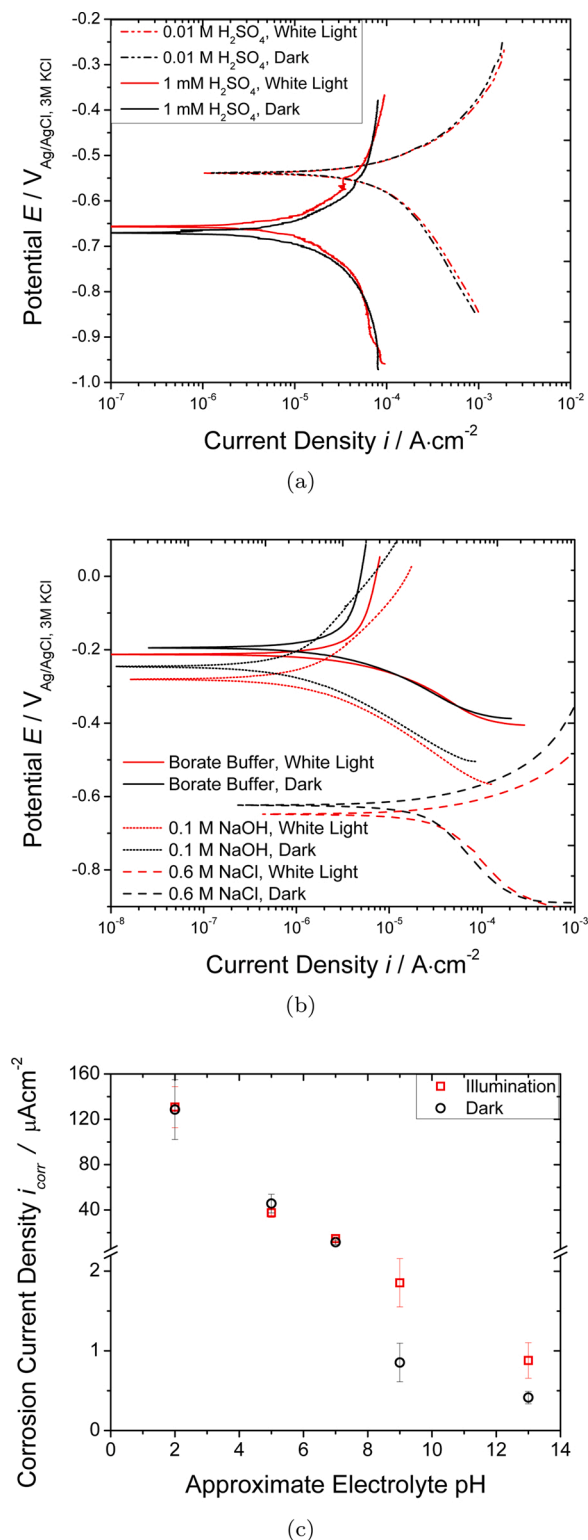 -0.2
-0.3
-0.4
-0.5
-0.6
-0.7
-0.8
-0.9
-1.0
0.01 M H₂SO₄, White Light
0.01 M H₂SO₄, Dark
1 mM H₂SO₄, White Light
1 mM H₂SO₄, Dark
Potential E / V Ag/AgCl, 3M KCl
10⁻⁷ 10⁻⁶ 10⁻⁵ 10⁻⁴ 10⁻³ 10⁻²
Current Density i / A·cm⁻²
(a)
0.0
-0.2
-0.4
-0.6
-0.8
Potential E / V Ag/AgCl, 3M KCl
Borate Buffer, White Light
Borate Buffer, Dark
0.1 M NaOH, White Light
0.1 M NaOH, Dark
0.6 M NaCl, White Light
0.6 M NaCl, Dark
10⁻⁸ 10⁻⁷ 10⁻⁶ 10⁻⁵ 10⁻⁴ 10⁻³
Current Density i / A·cm⁻²
(b)
160
120
80
40
2
1
0
Corrosion Current Density i corr / μAcm⁻²
Illumination
Dark
0 2 4 6 8 10 12 14
Approximate Electrolyte pH
(c)